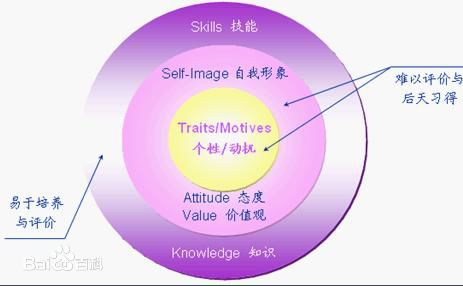 Skills 技能
Self-Image 自我形象
难以评价与
后天习得
Traits/Motives
个性/动机
Attitude 态度
Value 价值观
易于培养
与评价
Knowledge 知识
Baidu百科